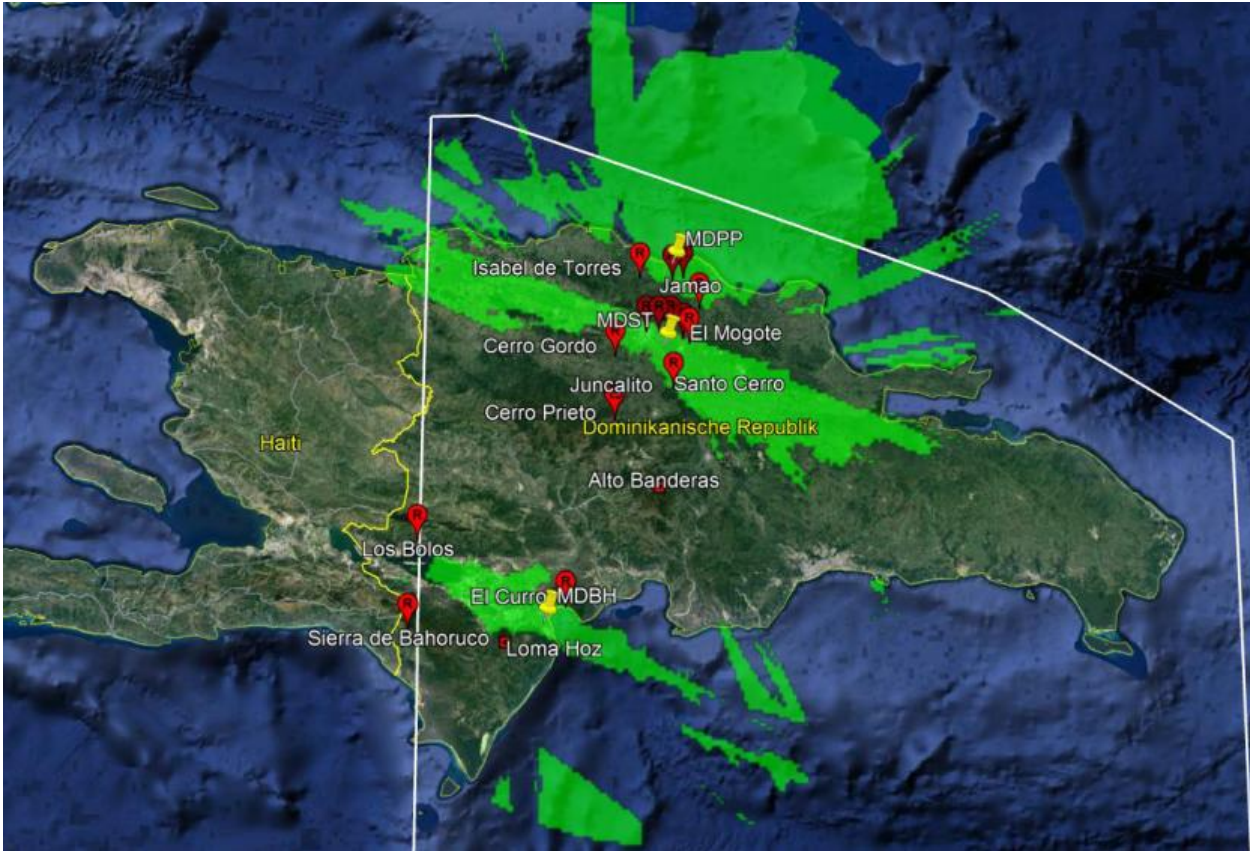 MDPP
Isabel de Torres
Jamao
MDST
El Mogote
Cerro Gordo
Juncalito
Santo Cerro
Cerro Prieto
Dominikanische Republik
Haiti
Alto Banderas
Los Bolos
El Curro
MDBH
Sierra de Bahoruco
Loma Hoz